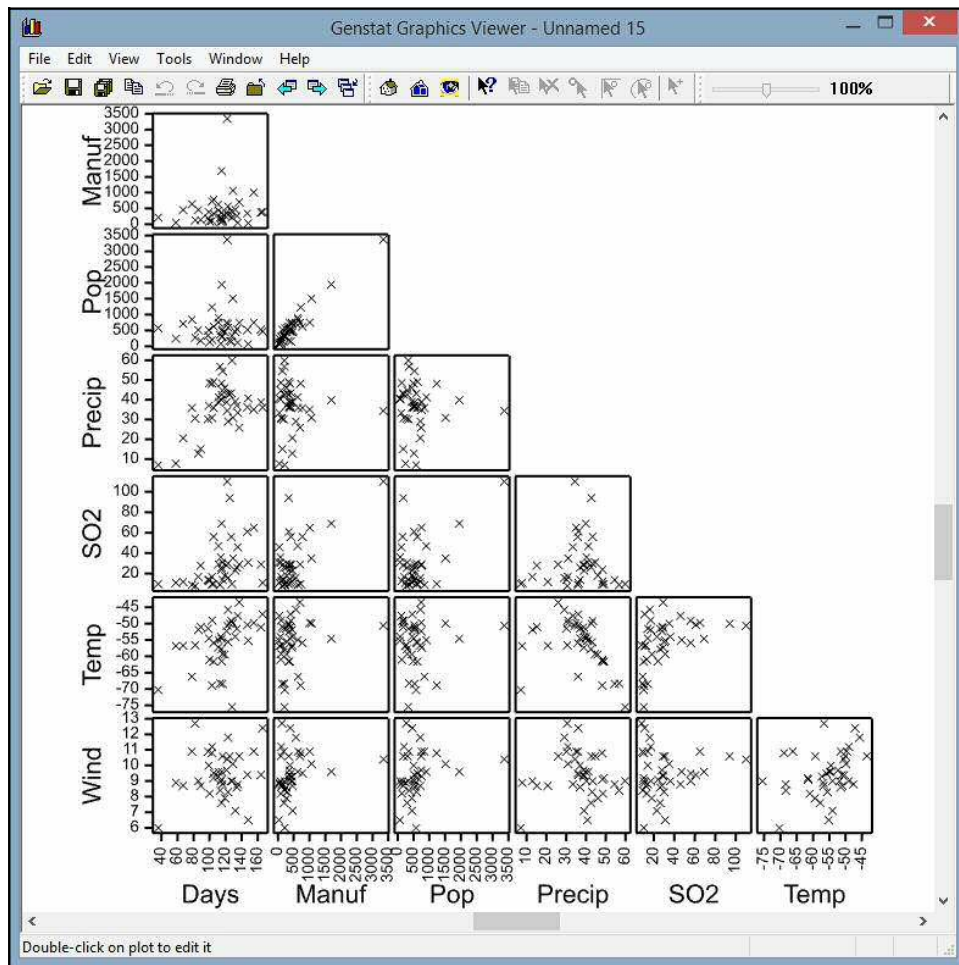 Genstat Graphics Viewer - Unnamed 15
File Edit View Tools Window Help
100%
Manuf
3500
3000
2500
2000
1500
1000
500
0
Pop
3500
3000
2500
2000
1500
1000
500
0
Precip
60
50
40
30
20
10
SO2
100
80
60
40
20
Temp
-45
-50
-55
-60
-65
-70
-75
Wind
13
12
11
10
9
8
7
6
40 60 80 100 120 140 160
0 500 1000 1500 2000 2500 3000 3500
0 500 1000 1500 2000 2500 3000 3500
10 20 30 40 50 60
20 40 60 80 100
-75 -70 -65 -60 -55 -50 -45
Days Manuf Pop Precip SO2 Temp
Double-click on plot to edit it